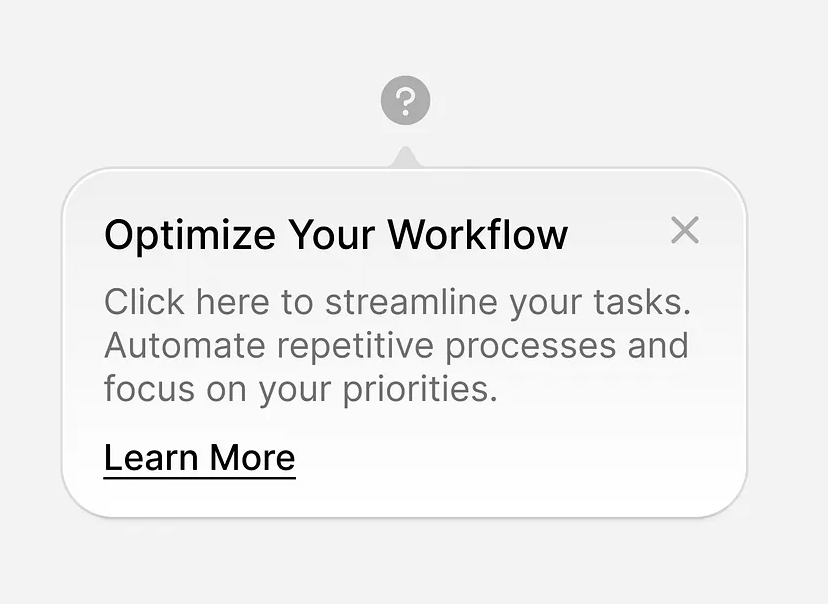 ?
Optimize Your Workflow
Click here to streamline your tasks.
Automate repetitive processes and
focus on your priorities.
Learn More